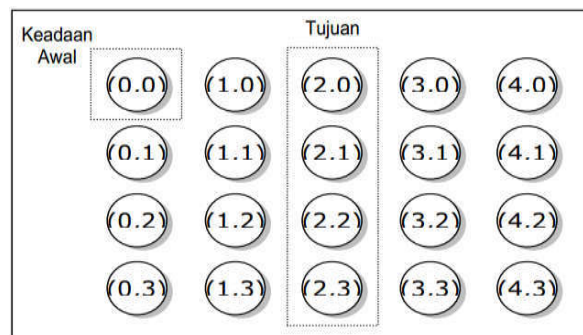 Keadaan
Awal
Tujuan
(0.0) (1.0) (2.0) (3.0) (4.0)
(0.1) (1.1) (2.1) (3.1) (4.1)
(0.2) (1.2) (2.2) (3.2) (4.2)
(0.3) (1.3) (2.3) (3.3) (4.3)